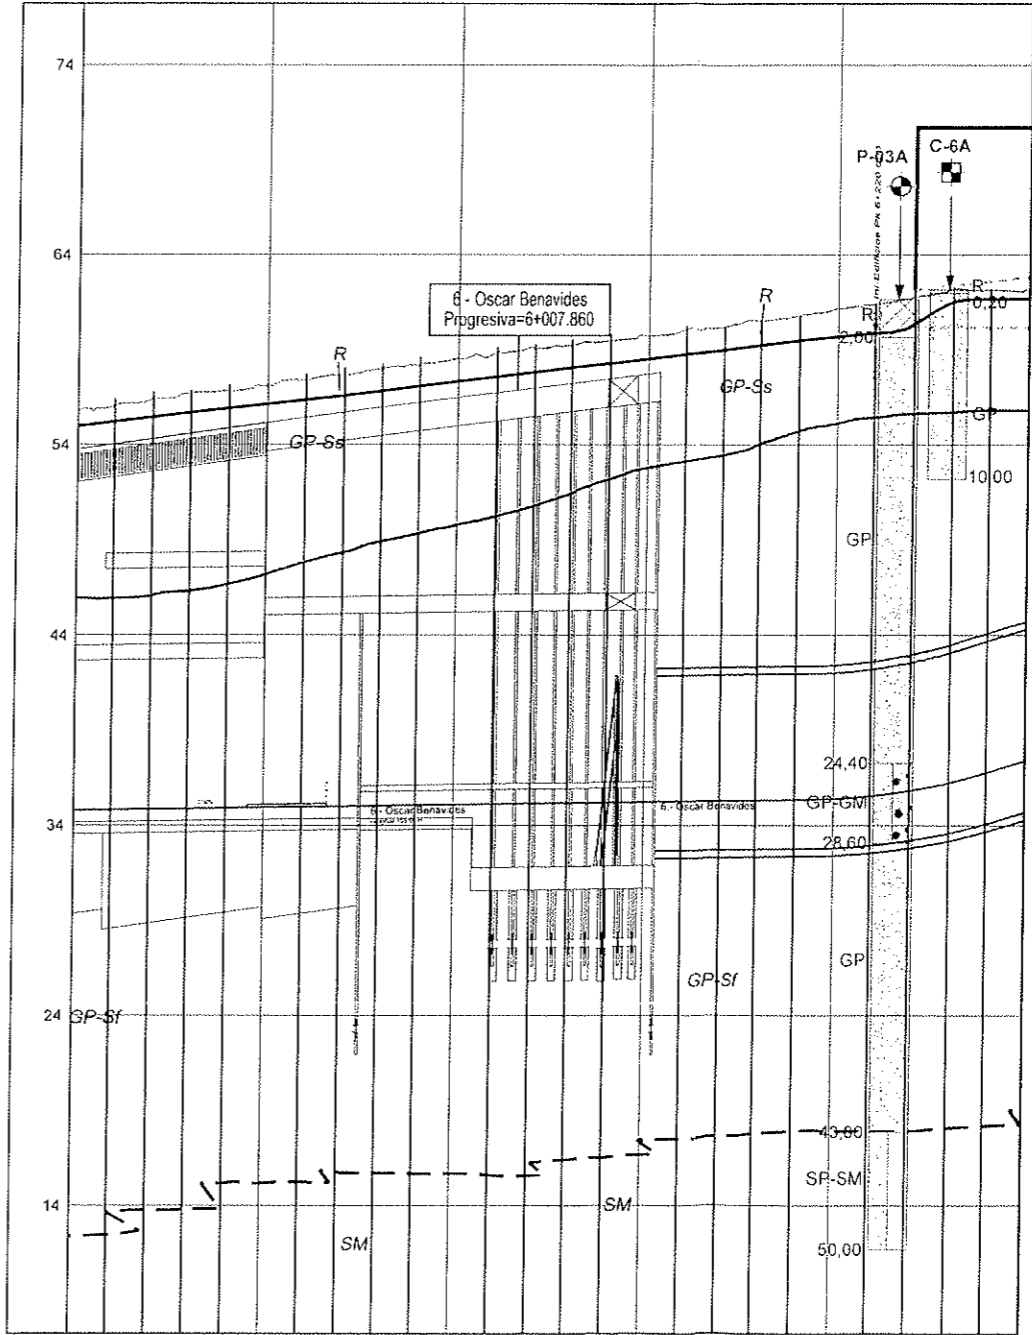 74
P-03A
C-6A
64
6 - Oscar Benavides
Progresiva=6+007.860
R
0,20
R
R
2,00
R
GP-Ss
54
GP-Ss
GP
10,00
GP
44
24,40
6.- Oscar Benavides
6.- Oscar Benavides
GP-GM
34
28,60
GP
GP-Sf
24
GP-Sf
43,80
SP-SM
14
SM
SM
50,00